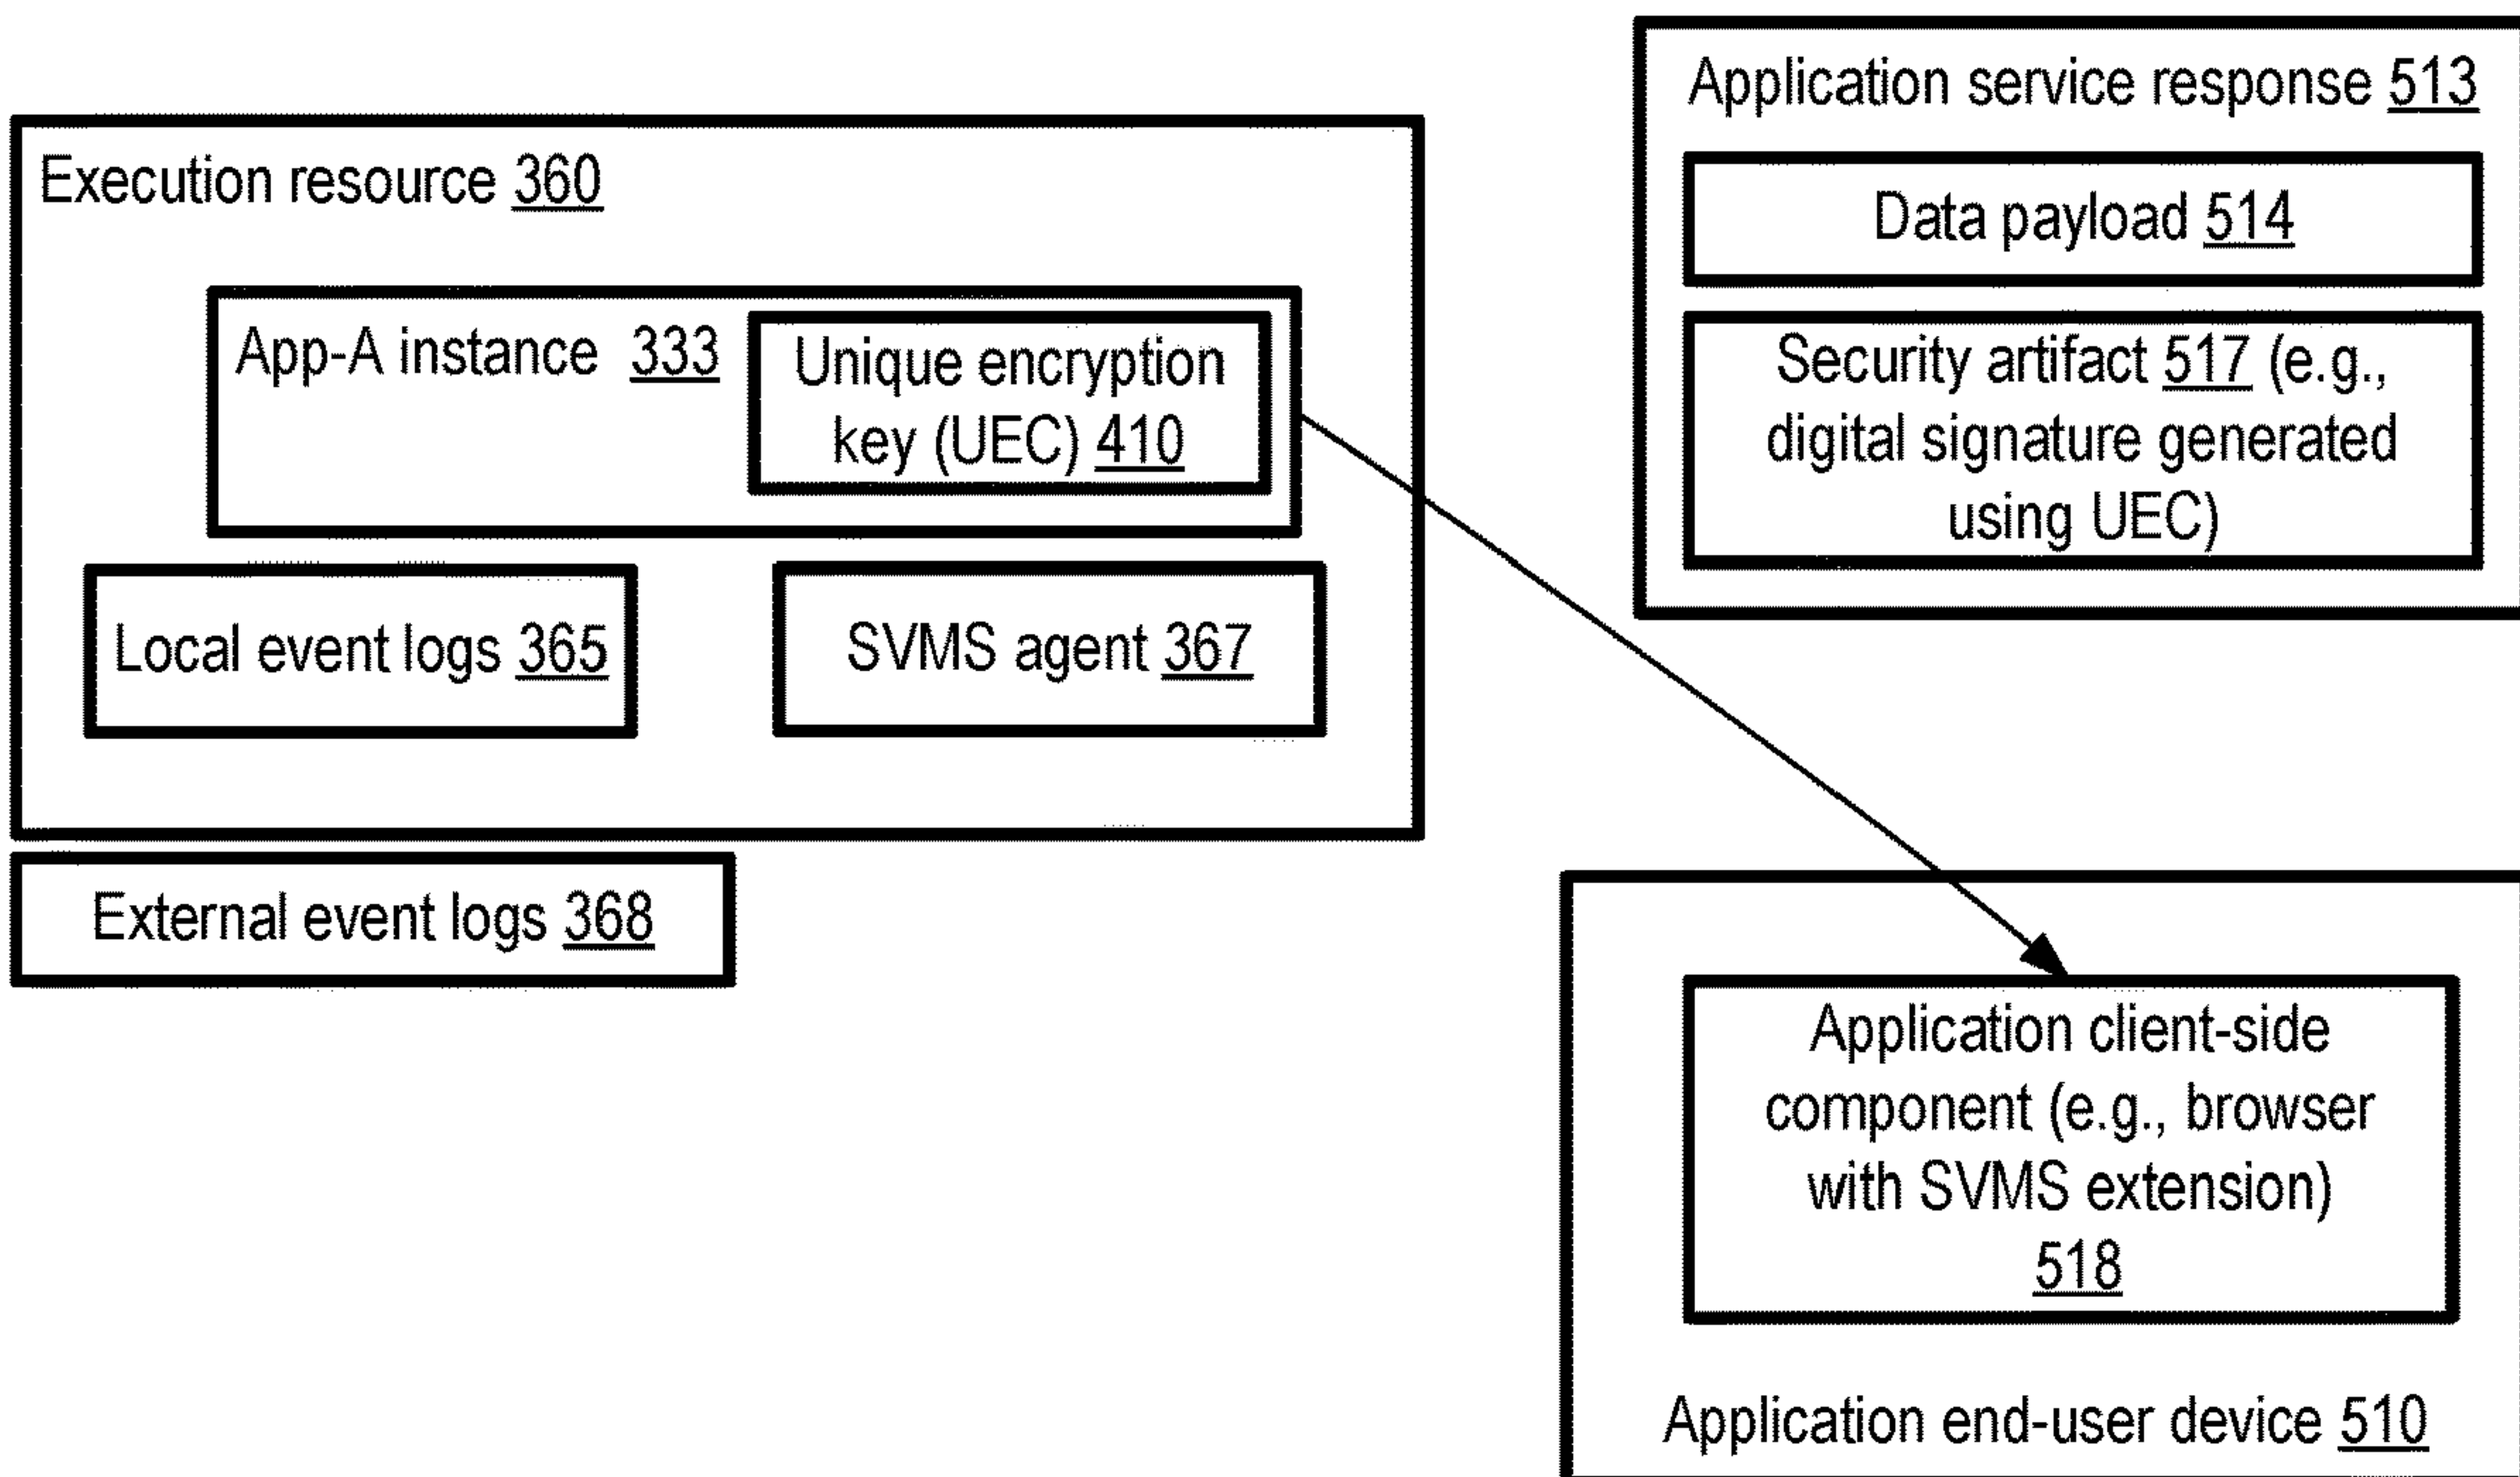 Execution resource 360
App-A instance 333
Unique encryption
key (UEC) 410
Local event logs 365
SVMS agent 367
External event logs 368
Application service response 513
Data payload 514
Security artifact 517 (e.g.,
digital signature generated
using UEC)
Application client-side
component (e.g., browser
with SVMS extension)
518
Application end-user device 510